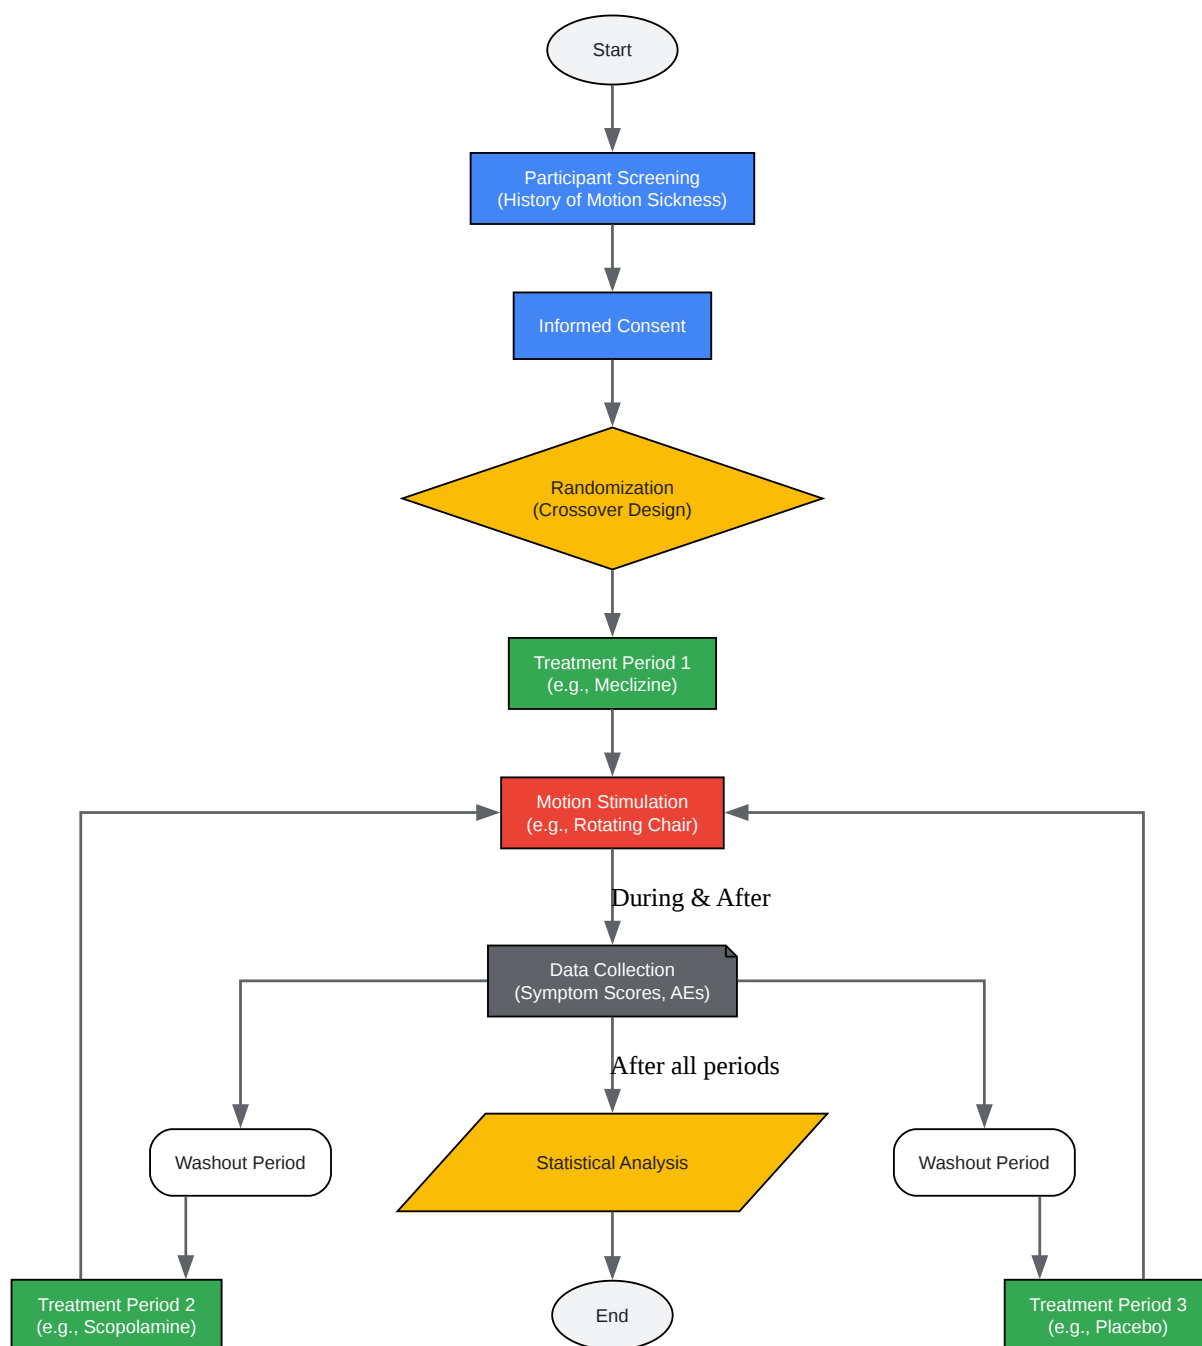 Start
Participant Screening
(History of Motion Sickness)
Informed Consent
Randomization
(Crossover Design)
Treatment Period 1
(e.g., Meclizine)
Motion Stimulation
(e.g., Rotating Chair)
During & After
Data Collection
(Symptom Scores, AEs)
After all periods
Washout Period
Statistical Analysis
Washout Period
Treatment Period 2
(e.g., Scopolamine)
End
Treatment Period 3
(e.g., Placebo)